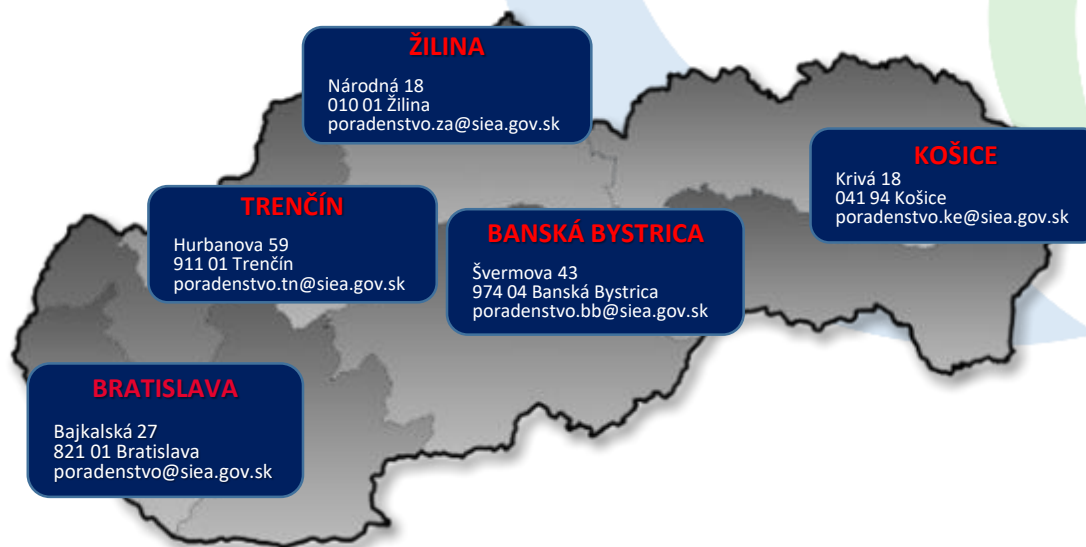 ŽILINA
Národná 18
010 01 Žilina
poradenstvo.za@siea.gov.sk
KOŠICE
Krivá 18
041 94 Košice
poradenstvo.ke@siea.gov.sk
TRENČÍN
Hurbanova 59
911 01 Trenčín
poradenstvo.tn@siea.gov.sk
BANSKÁ BYSTRICA
Švermova 43
974 04 Banská Bystrica
poradenstvo.bb@siea.gov.sk
BRATISLAVA
Bajkalská 27
821 01 Bratislava
poradenstvo@siea.gov.sk